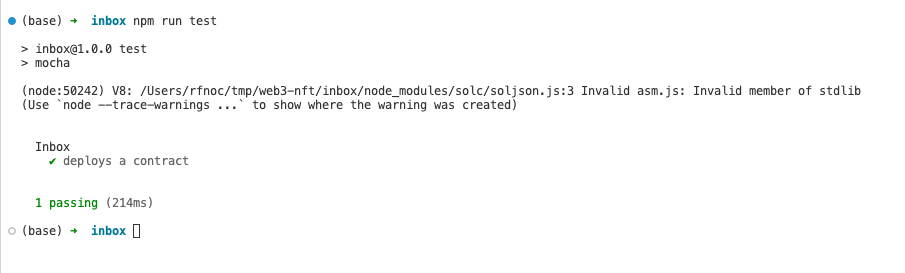 (base) ➜ inbox npm run test
> inbox@1.0.0 test
> mocha
(node:50242) V8: /Users/rfnoc/tmp/web3-nft/inbox/node_modules/solc/soljson.js:3 Invalid asm.js: Invalid member of stdlib
(Use `node --trace-warnings ...` to show where the warning was created)
Inbox
✔ deploys a contract
1 passing (214ms)
(base) ➜ inbox